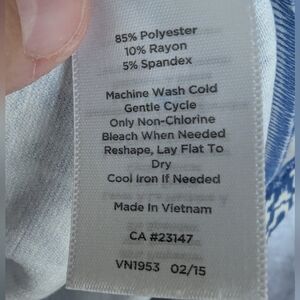 85% Polyester
10% Rayon
5% Spandex
Machine Wash Cold
Gentle Cycle
Only Non-Chlorine
Bleach When Needed
Reshape, Lay Flat To
Dry
Cool Iron If Needed
Made In Vietnam
CA #23147
VN1953 02/15